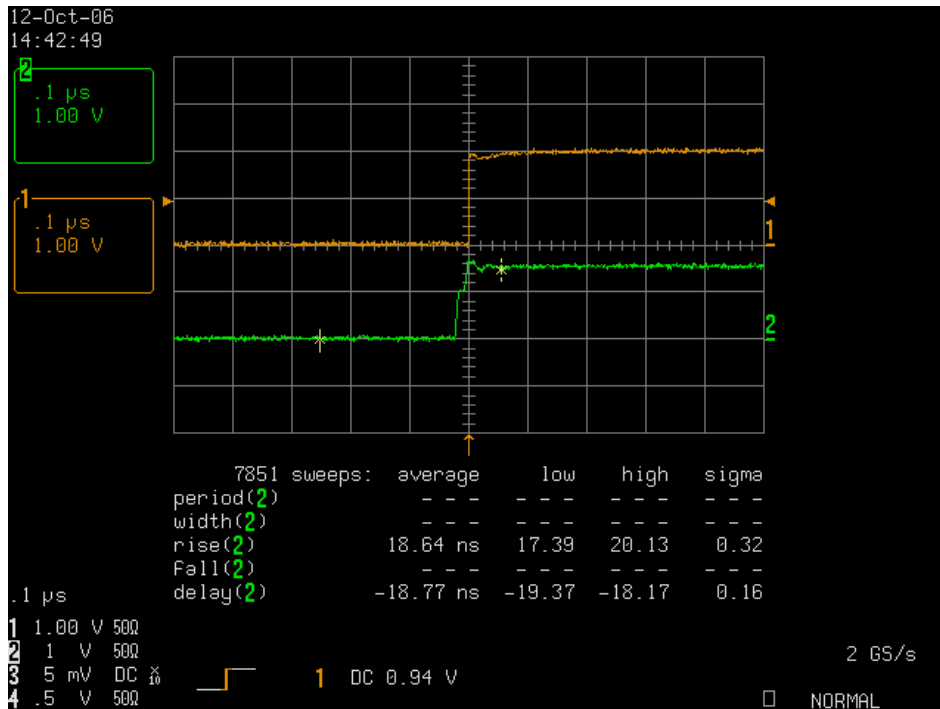 12-Oct-06
14:42:49
2
.1 µs
1.00 V
1
.1 µs
1.00 V
1
2
7851 sweeps: average low high sigma
period(2) - - - - - - - - - - - -
width(2) - - - - - - - - - - - -
rise(2) 18.64 ns 17.39 20.13 0.32
Fall(2) - - - - - - - - - - - -
delay(2) -18.77 ns -19.37 -18.17 0.16
.1 µs
1 1.00 V 50Ω
2 1 V 50Ω
3 5 mV DC X10
4 .5 V 50Ω
1 DC 0.94 V
2 GS/s
NORMAL